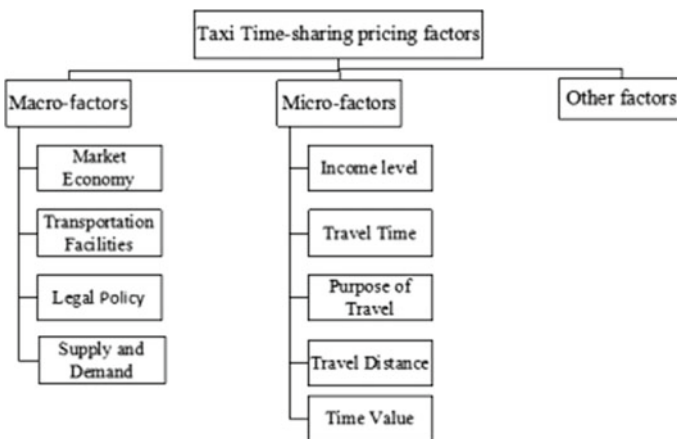 Taxi Time-sharing pricing factors
Macro-factors
Micro-factors
Other factors
Market
Economy
Transportation
Facilities
Legal Policy
Supply and
Demand
Income level
Travel Time
Purpose of
Travel
Travel Distance
Time Value